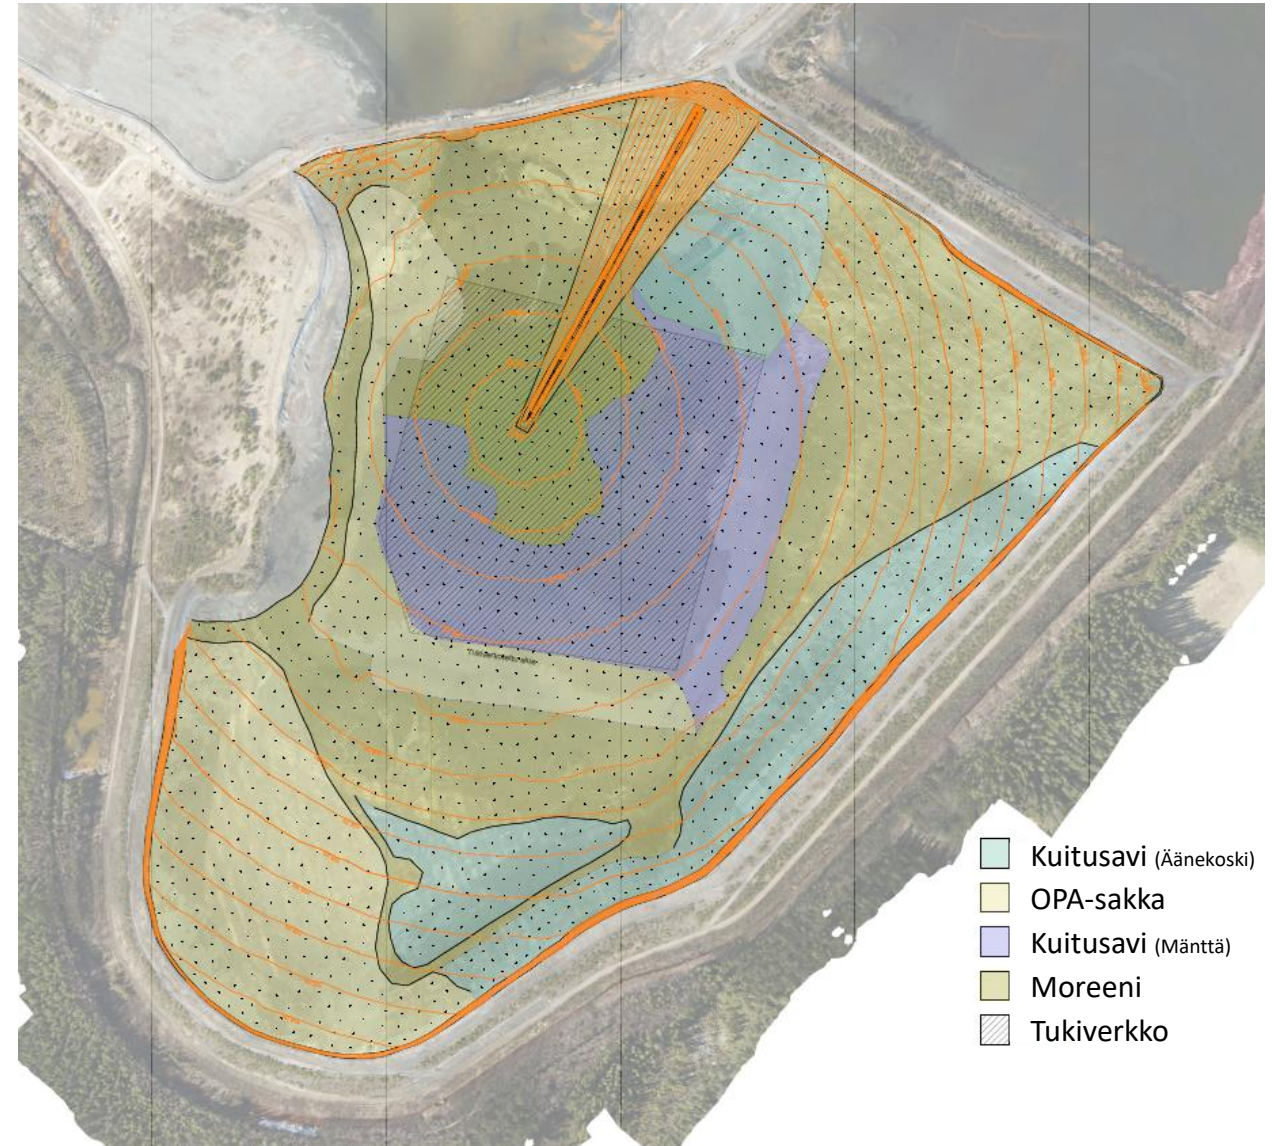 Kuitusavi (Äänekoski)
OPA-sakka
Kuitusavi (Mänttä)
Moreeni
Tukiverkko